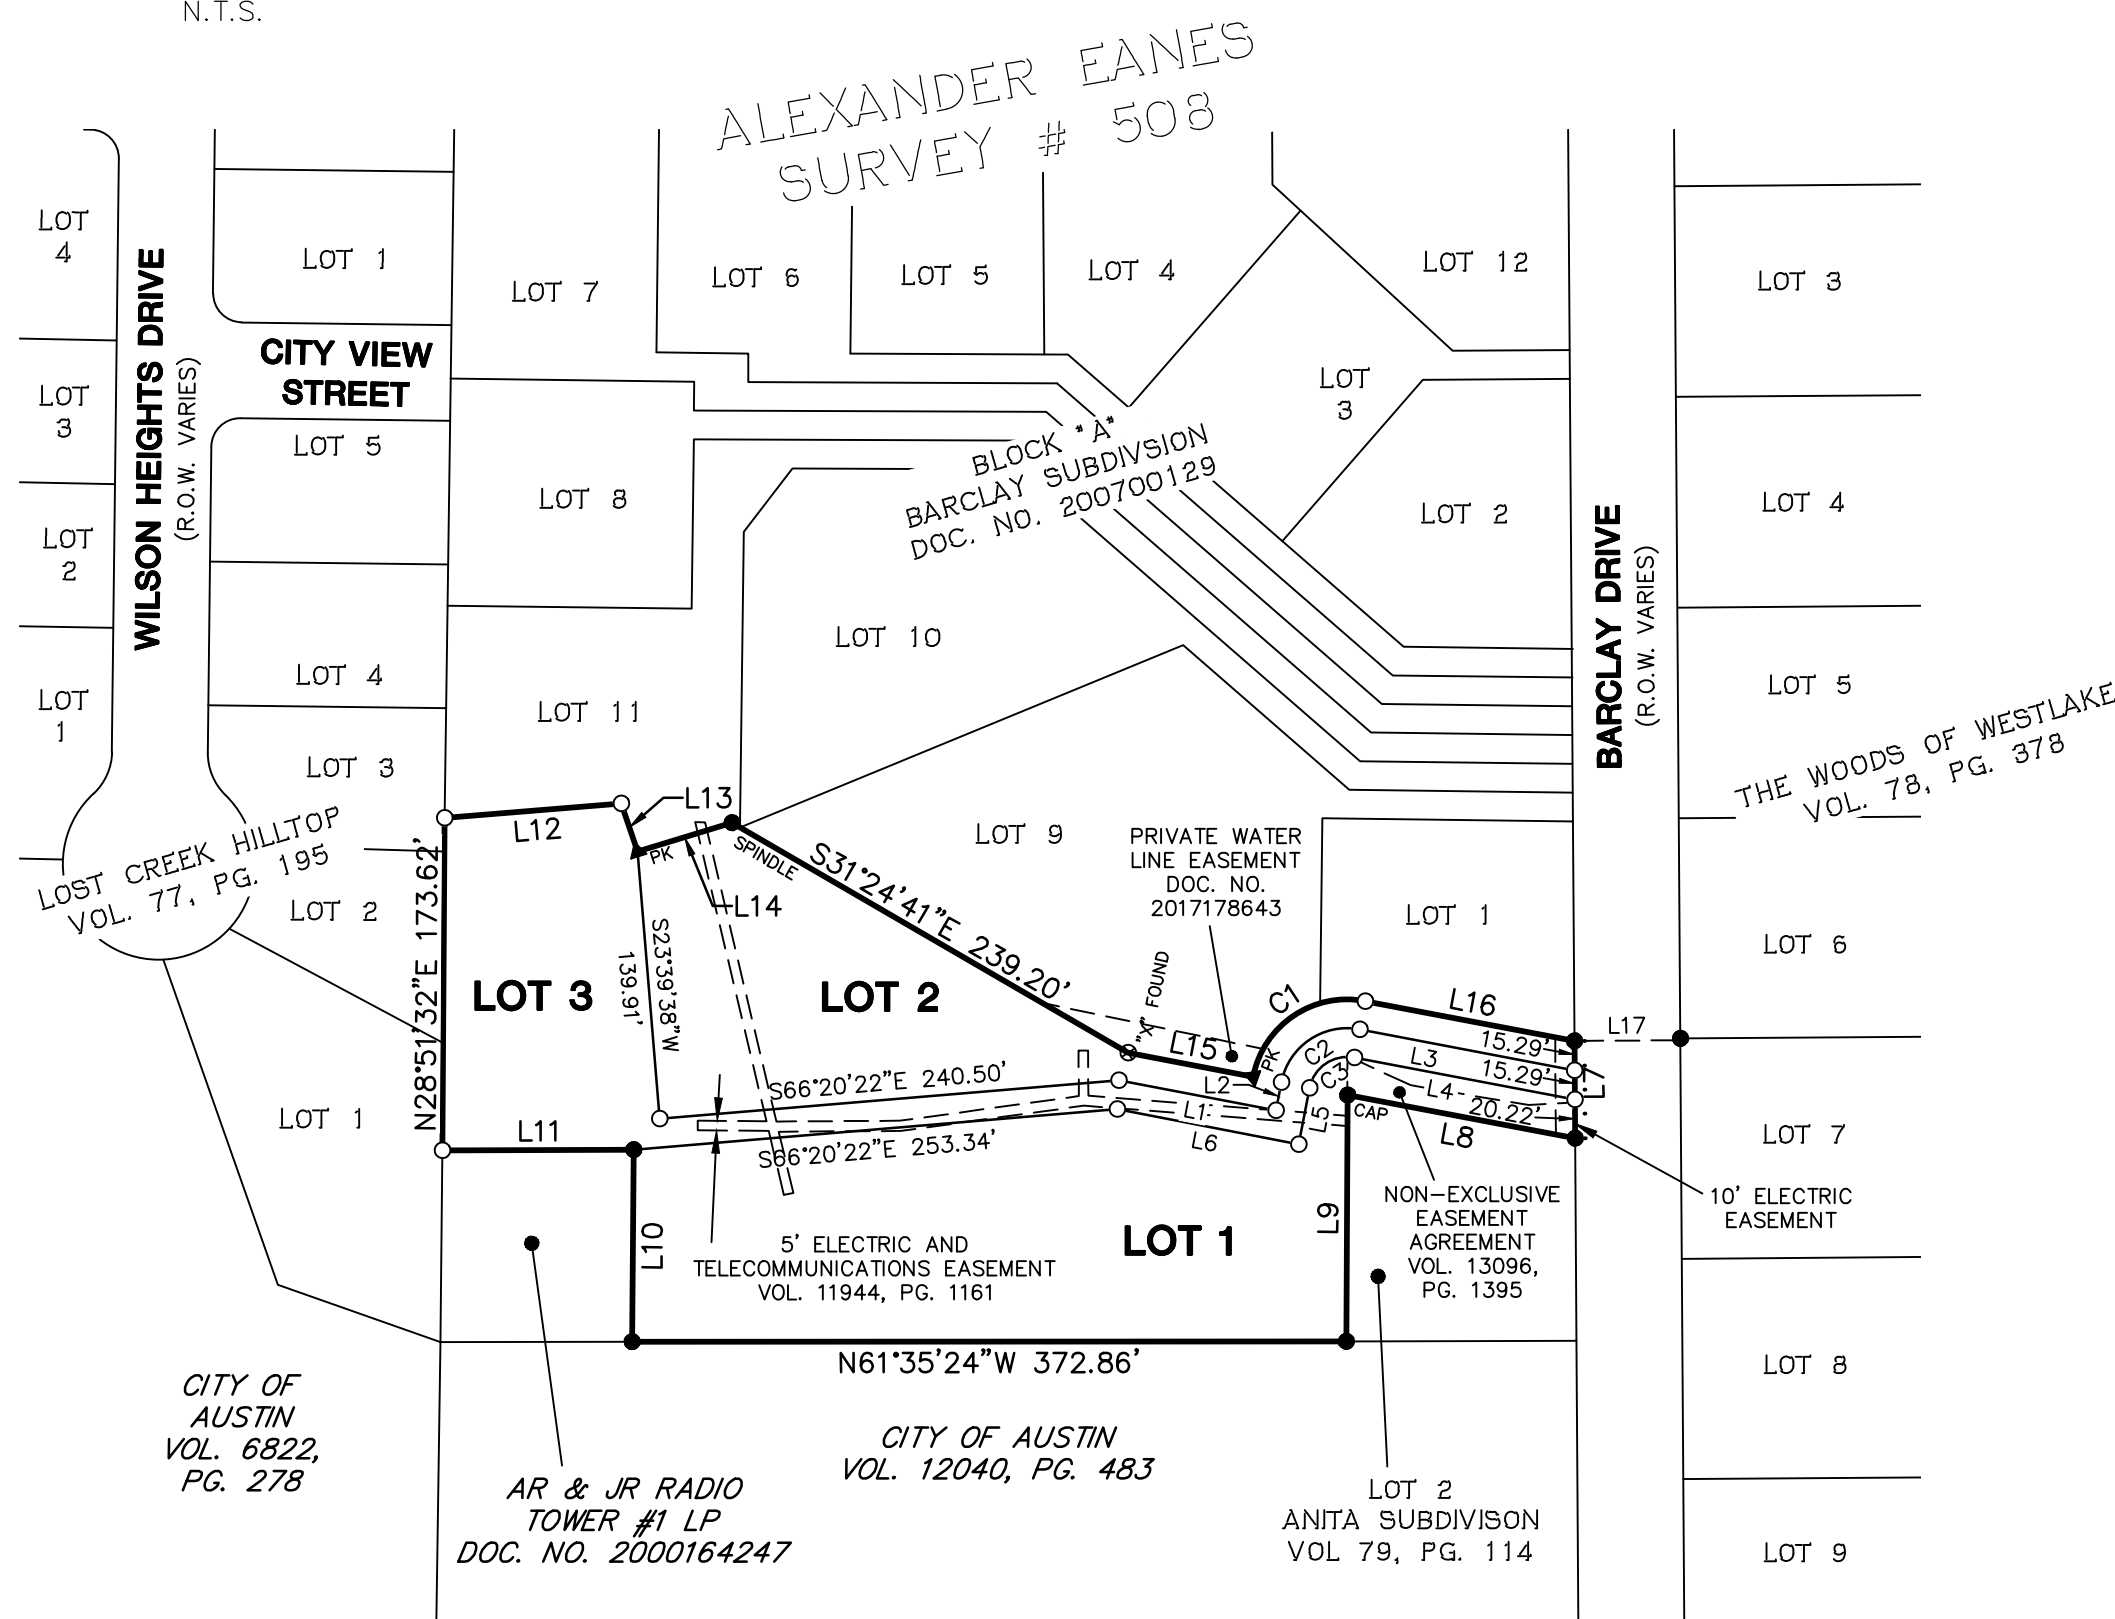 N.T.S.
ALEXANDER EANES
SURVEY # 508
LOT
4
LOT
3
LOT
2
LOT
1
WILSON HEIGHTS DRIVE
(R.O.W. VARIES)
LOT 1
CITY VIEW
STREET
LOT 5
LOT 4
LOT 3
LOT 2
LOT 1
LOST CREEK HILLTOP
VOL. 77, PG. 195
LOT 7
LOT 6
LOT 5
LOT 4
LOT 12
LOT
3
LOT 8
LOT 2
BLOCK "A"
BARCLAY SUBDIVSION
DOC. NO. 200700129
LOT 10
LOT 11
LOT 9
LOT 1
BARCLAY DRIVE
(R.O.W. VARIES)
LOT 3
LOT 4
LOT 5
THE WOODS OF WESTLAKE
VOL. 78, PG. 378
LOT 6
LOT 7
LOT 8
LOT 9
L12
L13
PK
SPINDLE
L14
N28°51'32"E 173.62'
S23°39'38"W
139.91'
S31°24'41"E 239.20'
PRIVATE WATER
LINE EASEMENT
DOC. NO.
2017178643
"X" FOUND
LOT 3
LOT 2
L15
PK
C1
C2
C3
L16
L17
15.29'
L3
15.29'
L4
20.22'
L7
L2
L1
L5
L6
CAP
L8
S66°20'22"E 240.50'
S66°20'22"E 253.34'
L11
L10
L9
LOT 1
5' ELECTRIC AND
TELECOMMUNICATIONS EASEMENT
VOL. 11944, PG. 1161
NON-EXCLUSIVE
EASEMENT
AGREEMENT
VOL. 13096,
PG. 1395
10' ELECTRIC
EASEMENT
N61°35'24"W 372.86'
CITY OF
AUSTIN
VOL. 6822,
PG. 278
AR & JR RADIO
TOWER #1 LP
DOC. NO. 2000164247
CITY OF AUSTIN
VOL. 12040, PG. 483
LOT 2
ANITA SUBDIVISON
VOL 79, PG. 114